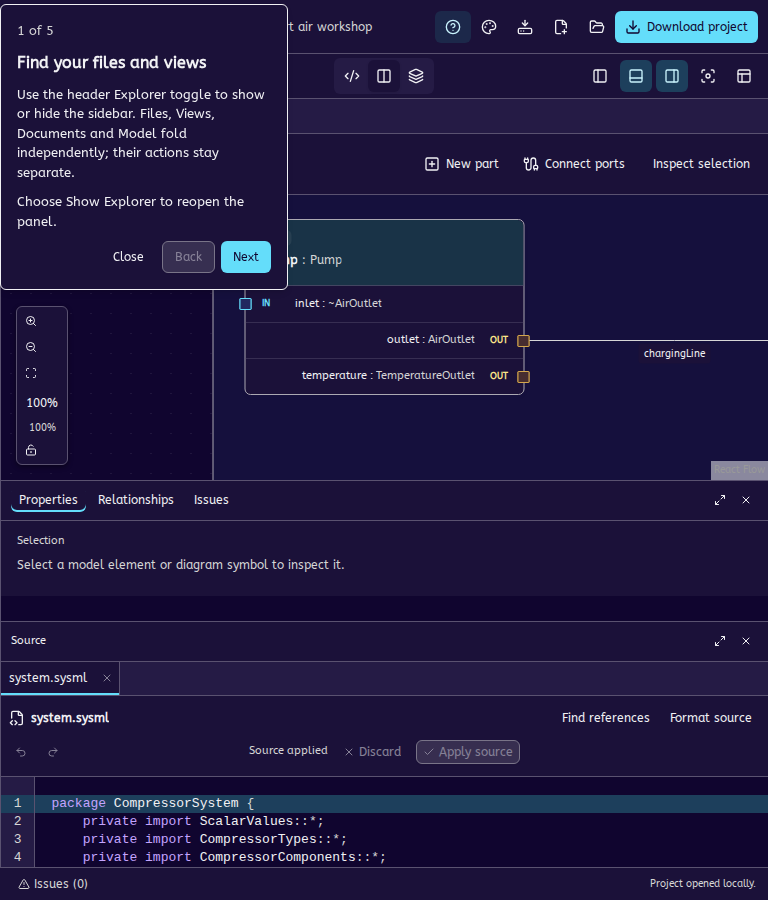 1 of 5
Find your files and views
Use the header Explorer toggle to show
or hide the sidebar. Files, Views,
Documents and Model fold
independently; their actions stay
separate.
Choose Show Explorer to reopen the
panel.
Close
Back
Next
air workshop
Download project
New part
Connect ports
Inspect selection
: Pump
IN
inlet : ~AirOutlet
outlet : AirOutlet
OUT
temperature : TemperatureOutlet
OUT
chargingLine
100%
100%
React Flow
Properties
Relationships
Issues
Selection
Select a model element or diagram symbol to inspect it.
Source
system.sysml
system.sysml
Find references
Format source
Source applied
Discard
Apply source
1 package CompressorSystem {
2 private import ScalarValues::*;
3 private import CompressorTypes::*;
4 private import CompressorComponents::*;
Issues (0)
Project opened locally.